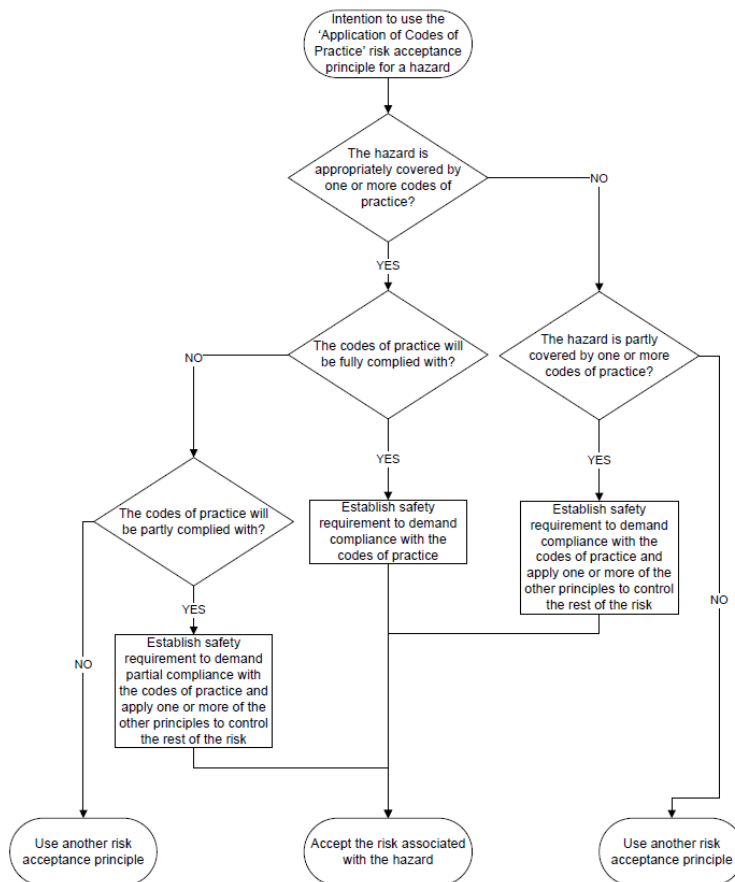 Intention to use the
'Application of Codes of
Practice' risk acceptance
principle for a hazard
The hazard is
appropriately covered by
one or more codes of
practice?
NO
YES
The codes of practice will
be fully complied with?
NO
The hazard is partly
covered by one or more
codes of practice?
YES
YES
The codes of practice will
be partly complied with?
Establish safety
requirement to demand
compliance with the
codes of practice
Establish safety
requirement to demand
compliance with the
codes of practice and
apply one or more of the
other principles to control
the rest of the risk
NO
YES
NO
Establish safety
requirement to demand
partial compliance with
the codes of practice and
apply one or more of the
other principles to control
the rest of the risk
Use another risk
acceptance principle
Accept the risk associated
with the hazard
Use another risk
acceptance principle